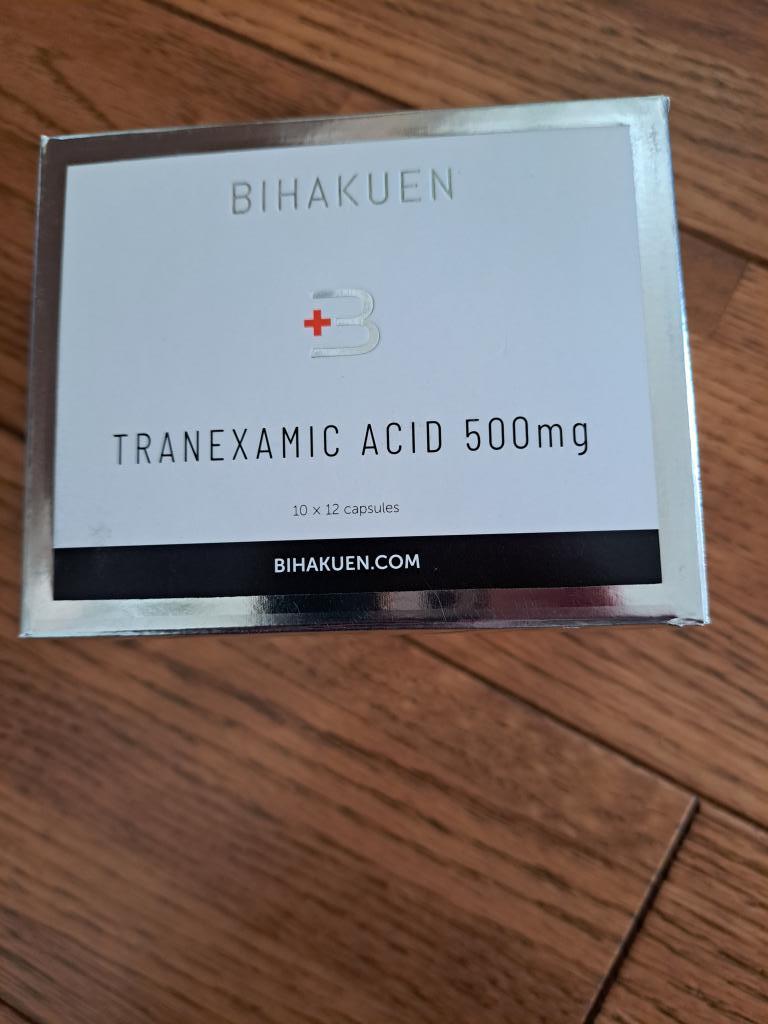 BIHAKUEN
B
TRANEXAMIC ACID 500mg
10 x 12 capsules
BIHAKUEN.COM